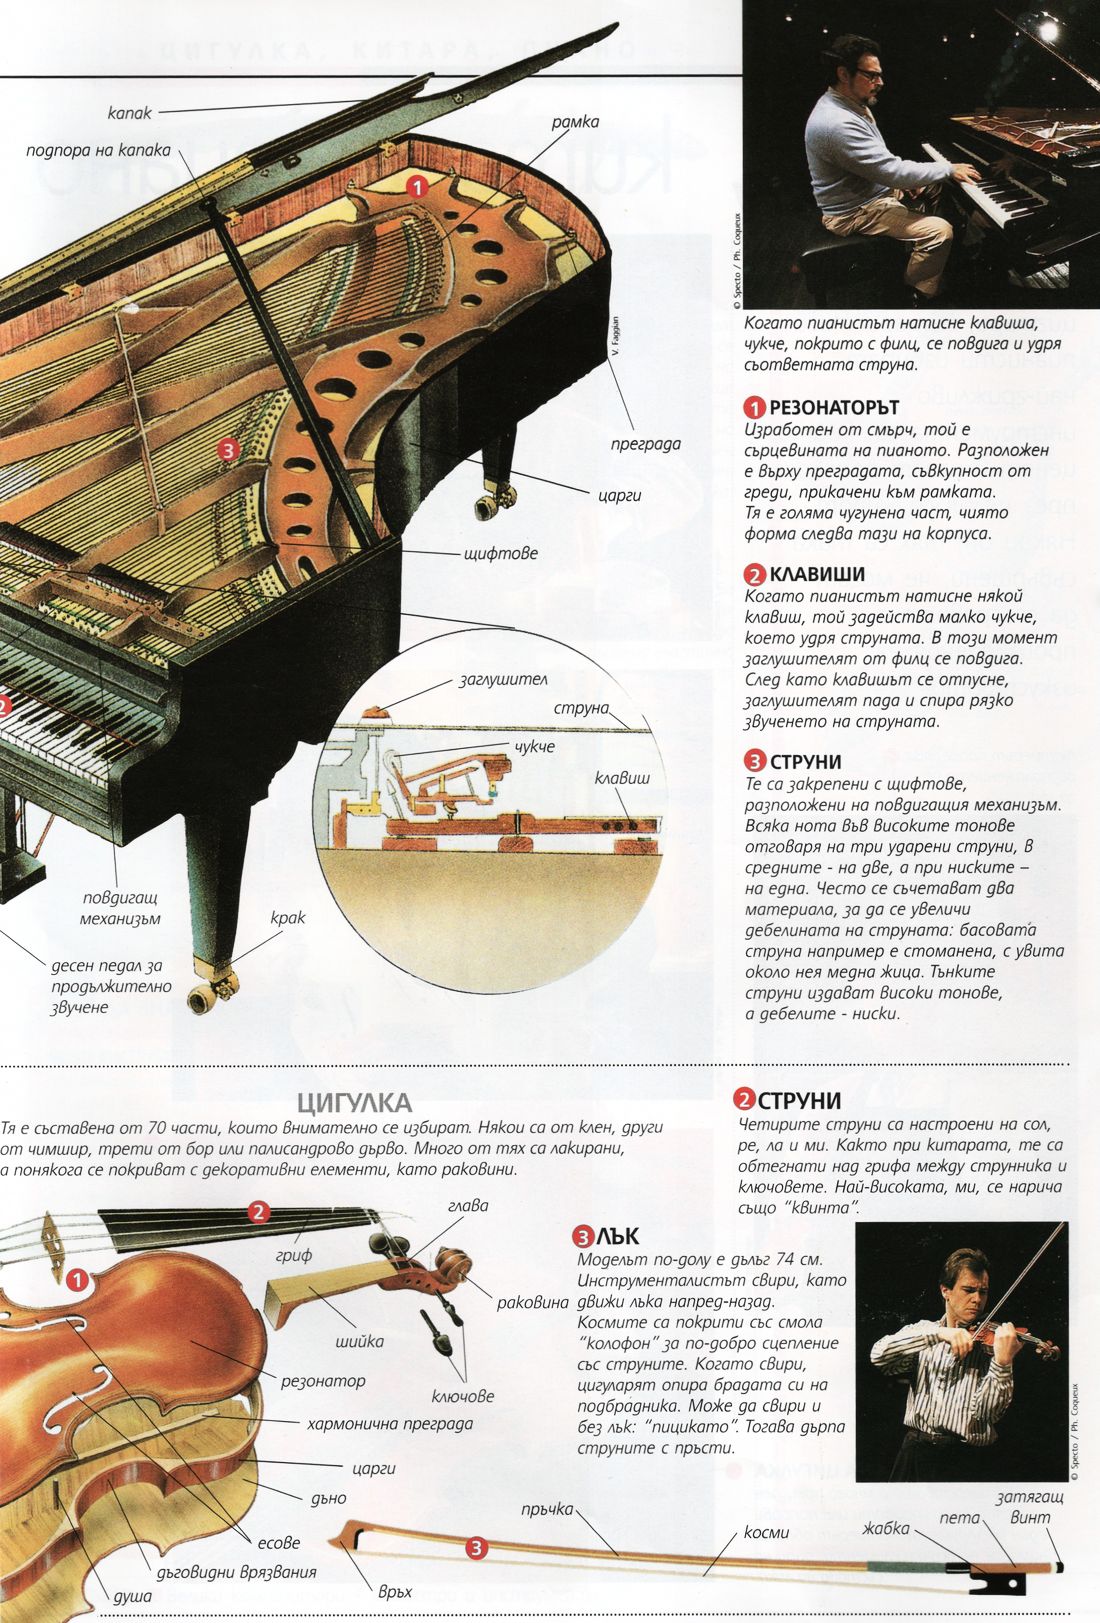 капак
подпора на капака
рамка
© Specto / Ph. Coqueux
V. Faggian
Когато пианистът натисне клавиша,
чукче, покрито с филц, се повдига и удря
съответната струна.
преграда
царги
щифтове
1 РЕЗОНАТОРЪТ
Изработен от смърч, той е
сърцевината на пианото. Разположен
е върху преградата, съвкупност от
греди, прикачени към рамката.
Тя е голяма чугунена част, чиято
форма следва тази на корпуса.
2 КЛАВИШИ
Когато пианистът натисне някой
клавиш, той задейства малко чукче,
което удря струната. В този момент
заглушителят от филц се повдига.
След като клавишът се отпусне,
заглушителят пада и спира рязко
звученето на струната.
3 СТРУНИ
Те са закрепени с щифтове,
разположени на повдигащия механизъм.
Всяка нота във високите тонове
отговаря на три ударени струни, в
средните - на две, а при ниските –
на една. Често се съчетават два
материала, за да се увеличи
дебелината на струната: басовата
струна например е стоманена, с увита
около нея медна жица. Тънките
струни издават високи тонове,
а дебелите - ниски.
1
3
2
заглушител
струна
чукче
клавиш
повдигащ
механизъм
крак
десен педал за
продължително
звучене
ЦИГУЛКА
Тя е съставена от 70 части, които внимателно се избират. Някои са от клен, други
от чимшир, трети от бор или палисандрово дърво. Много от тях са лакирани,
а понякога се покриват с декоративни елементи, като раковини.
2 СТРУНИ
Четирите струни са настроени на сол,
ре, ла и ми. Както при китарата, те са
обтегнати над грифа между струнника и
ключовете. Най-високата, ми, се нарича
също “квинта”.
2
глава
гриф
1
раковина
шийка
резонатор
ключове
хармонична преграда
царги
дъно
есове
дъговидни врязвания
душа
3 ЛЪК
Моделът по-долу е дълъг 74 см.
Инструменталистът свири, като
движи лъка напред-назад.
Космите са покрити със смола
“колофон” за по-добро сцепление
със струните. Когато свири,
цигуларят опира брадата си на
подбрадника. Може да свири и
без лък: “пицикато”. Тогава дърпа
струните с пръсти.
© Specto / Ph. Coqueux
затягащ
винт
пръчка
косми
жабка
пета
3
връх